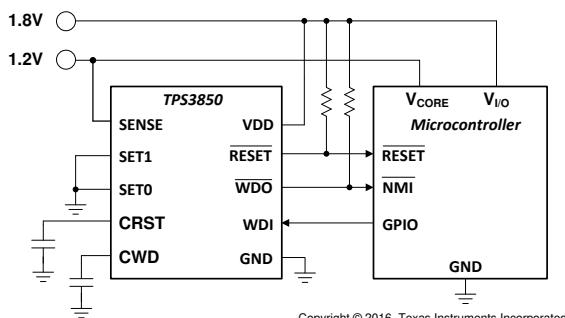 1.8V
1.2V
TPS3850
SENSE
VDD
SET1
RESET
SET0
WDO
CRST
WDI
CWD
GND
VCORE
VI/O
Microcontroller
RESET
NMI
GPIO
GND
Copyright © 2016, Texas Instruments Incorporated